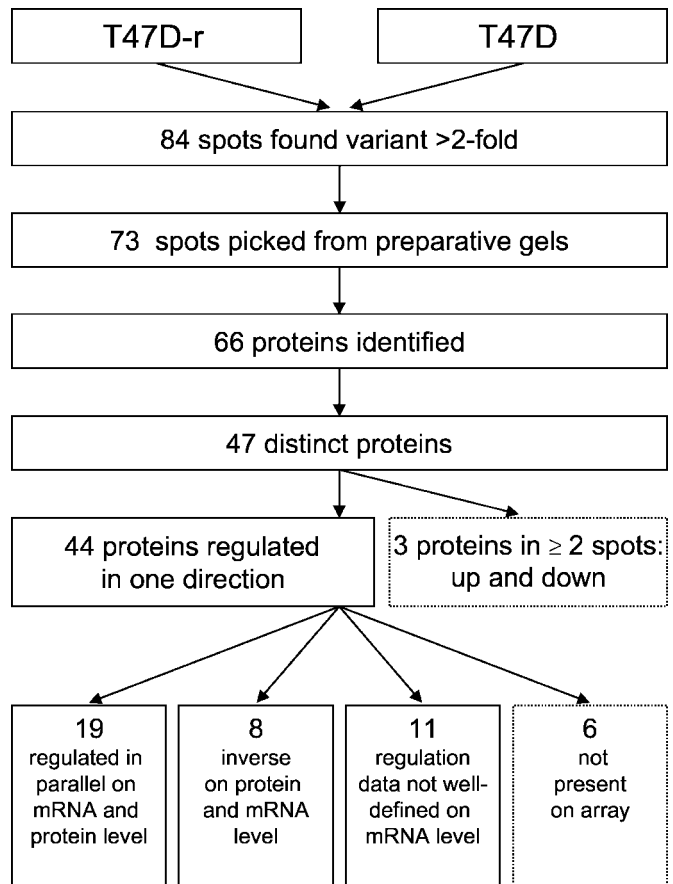 T47D-r
T47D
84 spots found variant >2-fold
73 spots picked from preparative gels
66 proteins identified
47 distinct proteins
44 proteins regulated
in one direction
3 proteins in ≥ 2 spots:
up and down
19
regulated in
parallel on
mRNA and
protein level
8
inverse
on protein
and mRNA
level
11
regulation
data not well-
defined on
mRNA level
6
not
present
on array